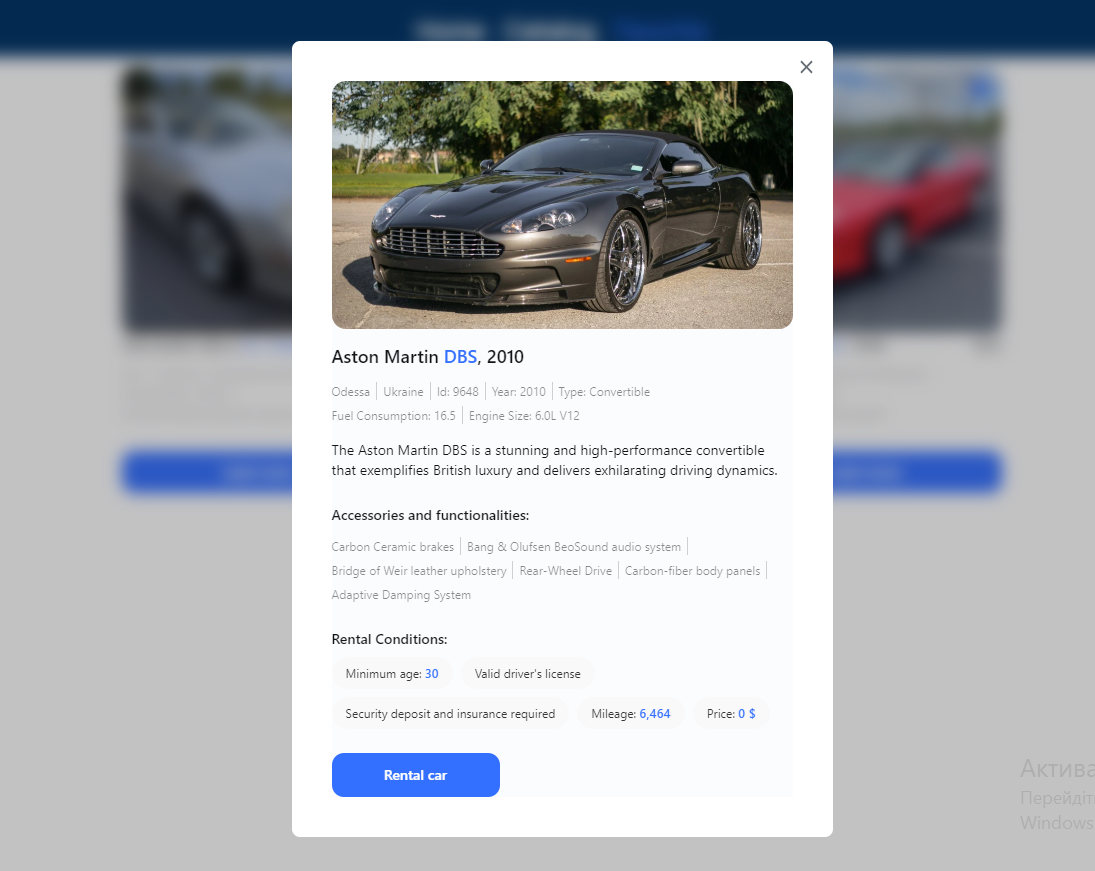 Home Catalog
Aston Martin DBS, 2010
Odessa Ukraine Id: 9648 Year: 2010 Type: Convertible
Fuel Consumption: 16.5 Engine Size: 6.0L V12
The Aston Martin DBS is a stunning and high-performance convertible
that exemplifies British luxury and delivers exhilarating driving dynamics.
Accessories and functionalities:
Carbon Ceramic brakes Bang & Olufsen BeoSound audio system
Bridge of Weir leather upholstery Rear-Wheel Drive Carbon-fiber body panels
Adaptive Damping System
Rental Conditions:
Minimum age: 30 Valid driver's license
Security deposit and insurance required Mileage: 6,464 Price: 0 $
Rental car
Актива
Перейдіт
Windows